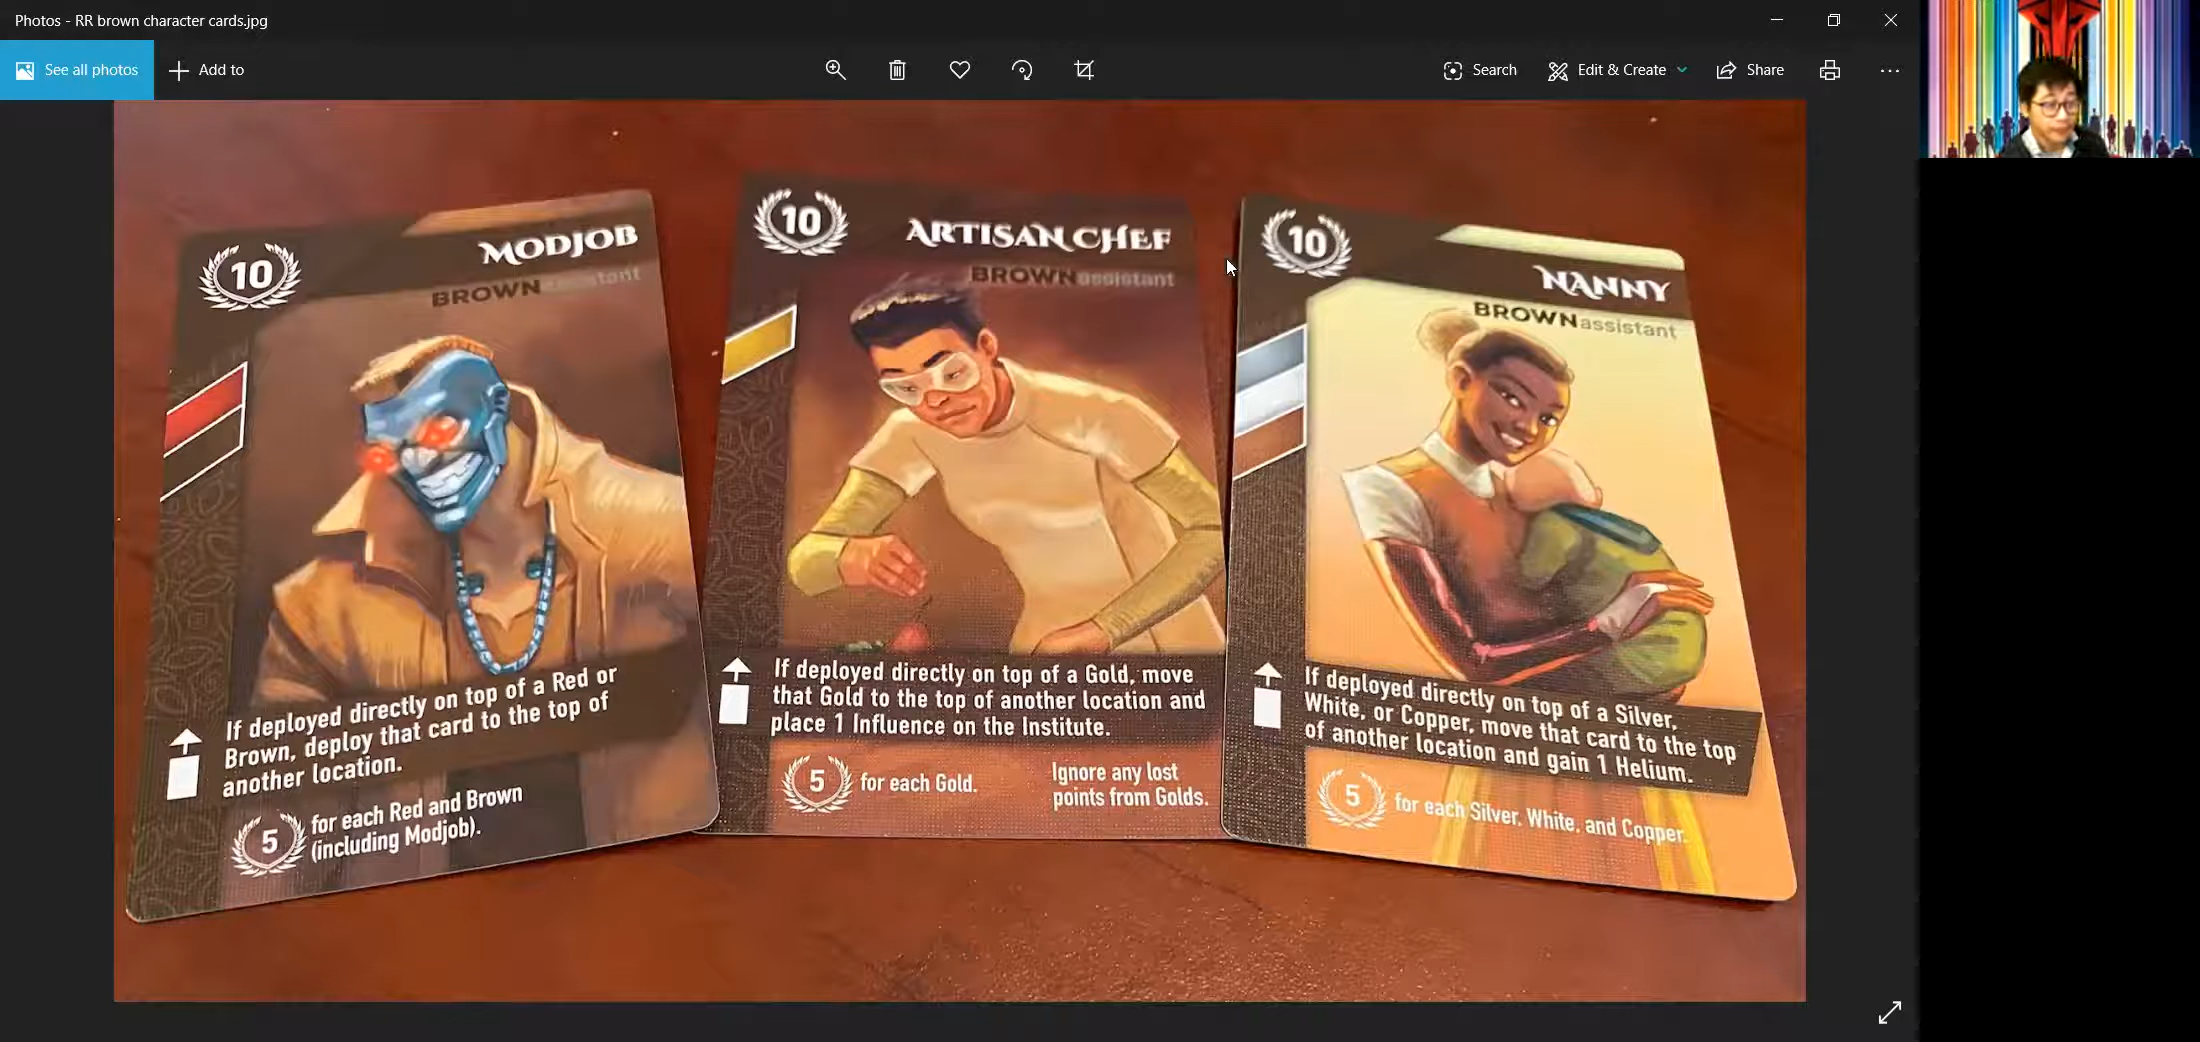 Photos - RR brown character cards.jpg
See all photos
Add to
Search
Edit & Create
Share
10
MODJOB
BROWN assistant
If deployed directly on top of a Red or
Brown, deploy that card to the top of
another location.
5
for each Red and Brown
(including Modjob).
10
ARTISAN CHEF
BROWNassistant
If deployed directly on top of a Gold, move
that Gold to the top of another location and
place 1 Influence on the Institute.
5 for each Gold.
Ignore any lost
points from Golds.
10
NANNY
BROWNassistant
If deployed directly on top of a Silver,
White, or Copper, move that card to the top
of another location and gain 1 Helium.
5 for each Silver, White, and Copper.